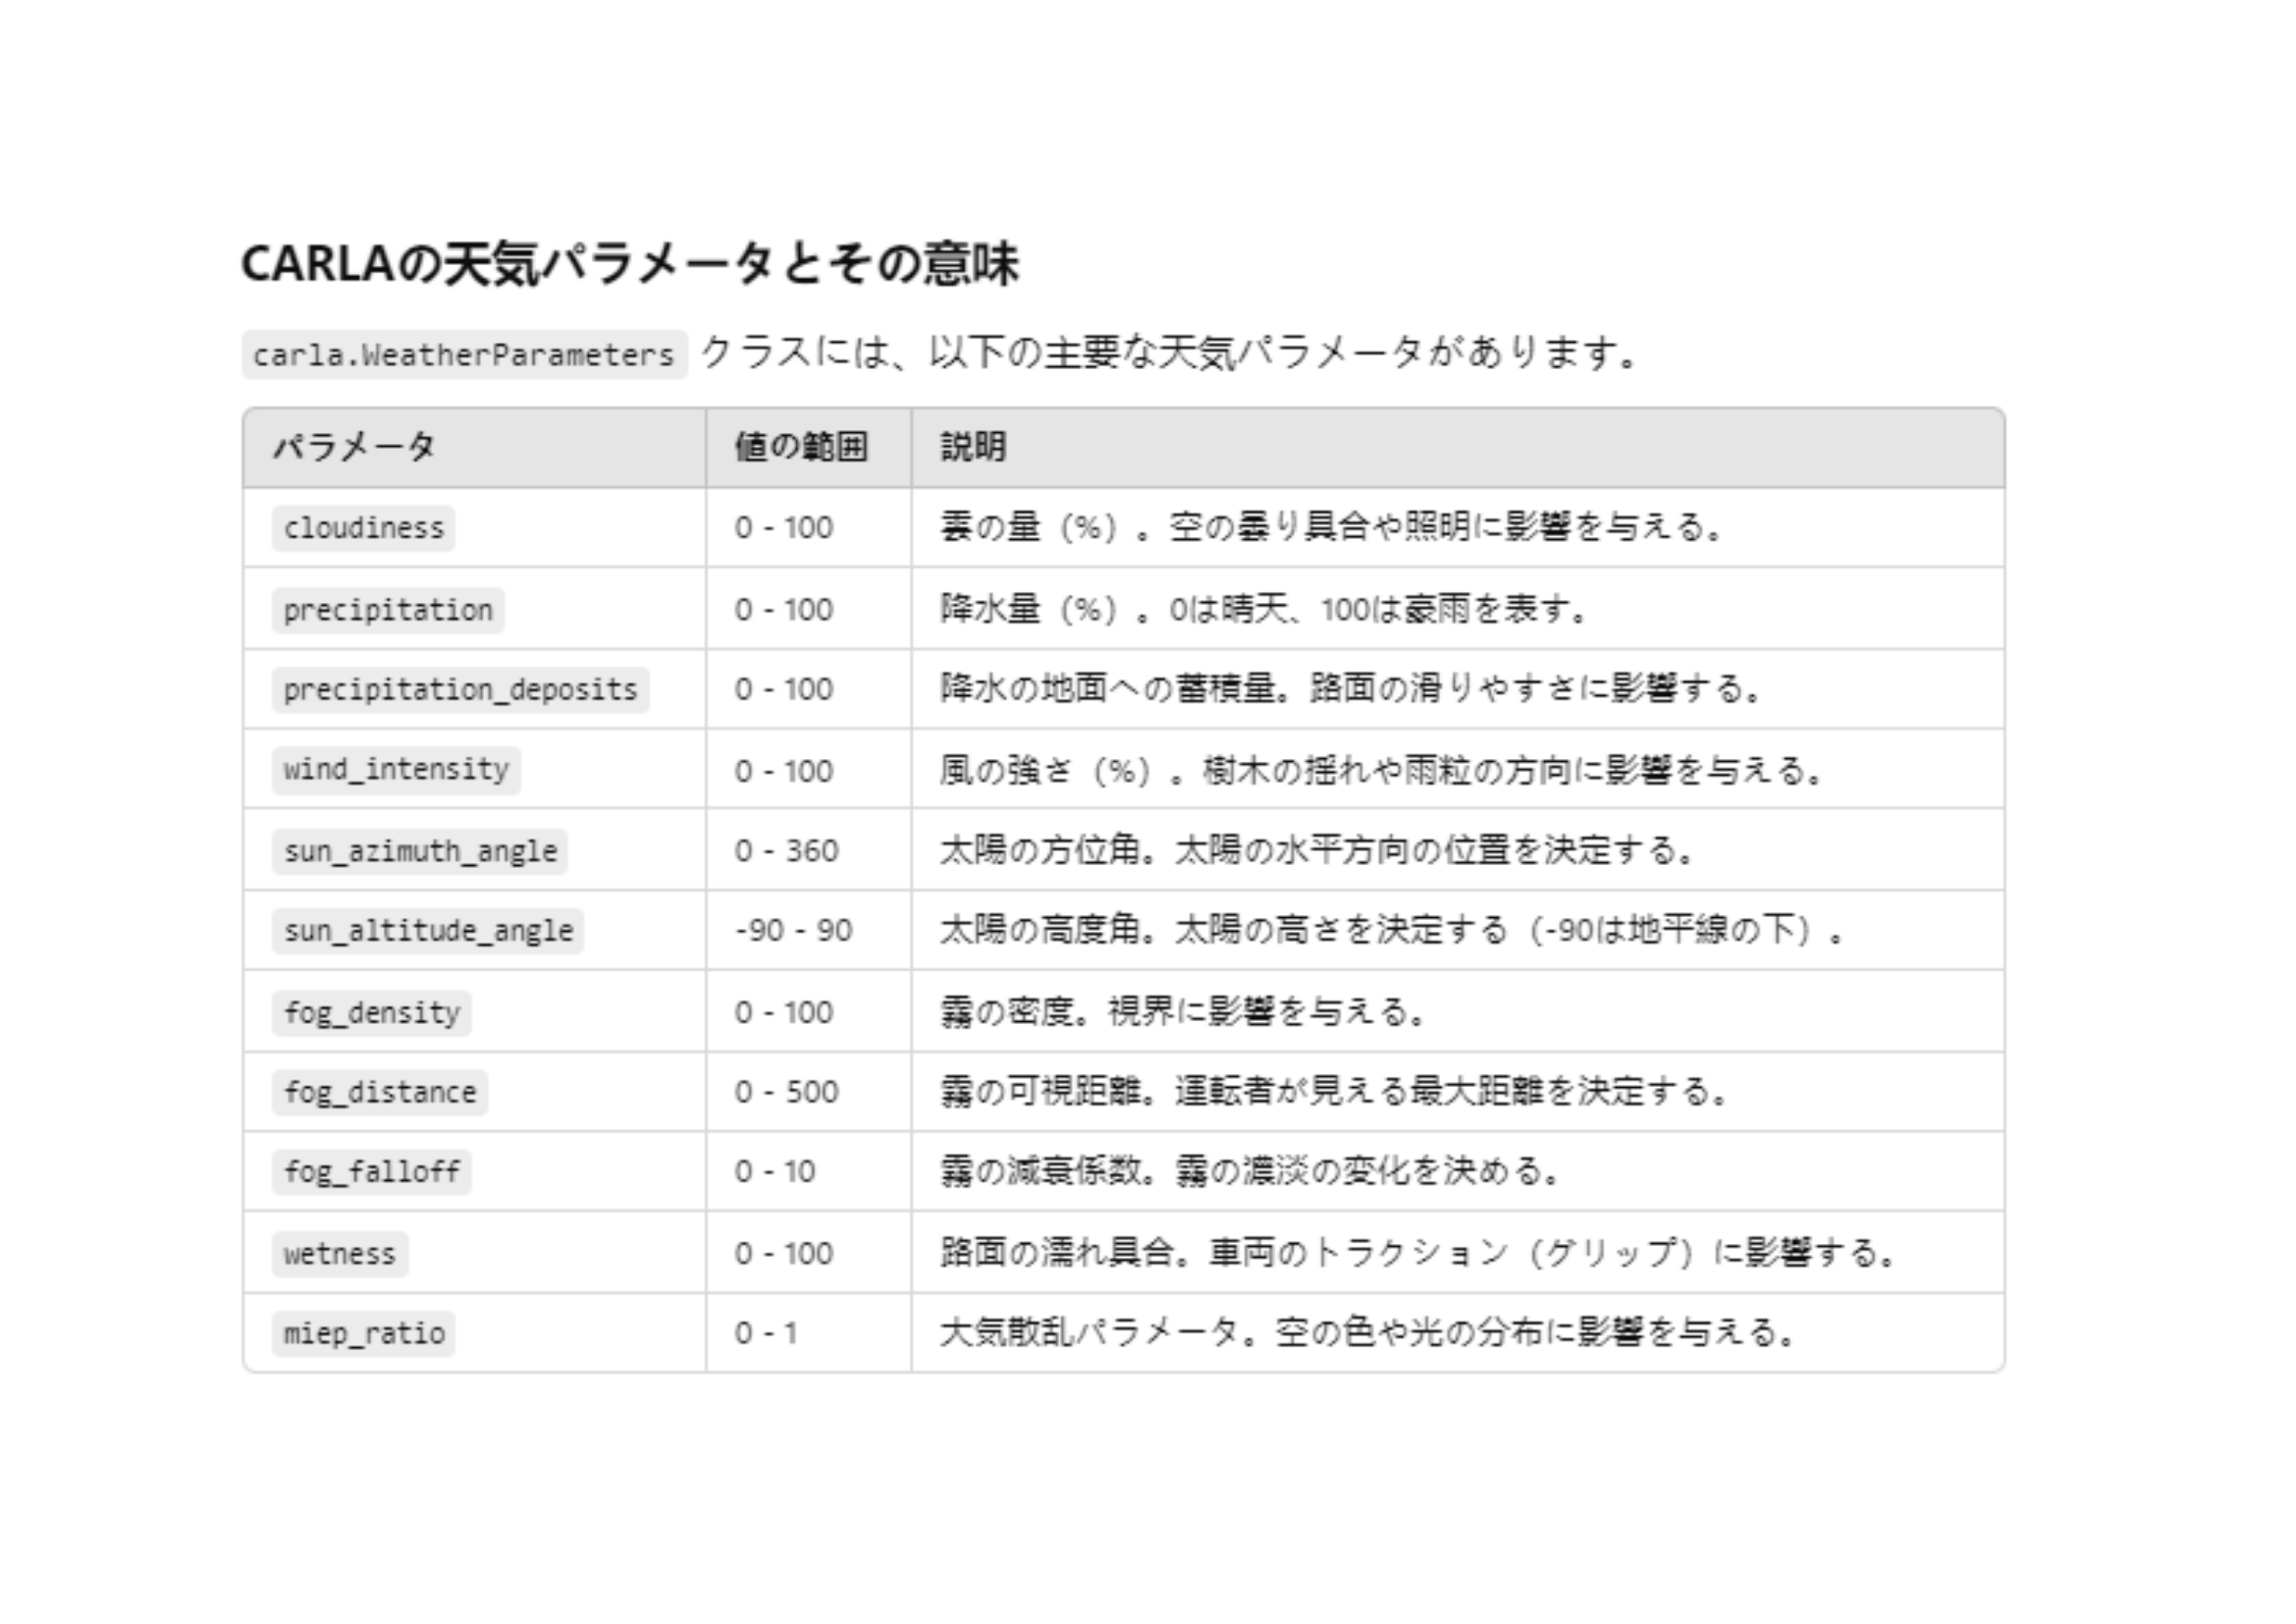 CARLAの天気パラメータとその意味
carla.WeatherParameters クラスには、以下の主要な天気パラメータがあります。
パラメータ 値の範囲 説明
cloudiness 0 - 100 雲の量（%）。空の曇り具合や照明に影響を与える。
precipitation 0 - 100 降水量（%）。0は晴天、100は豪雨を表す。
precipitation_deposits 0 - 100 降水の地面への蓄積量。路面の滑りやすさに影響する。
wind_intensity 0 - 100 風の強さ（%）。樹木の揺れや雨粒の方向に影響を与える。
sun_azimuth_angle 0 - 360 太陽の方位角。太陽の水平方向の位置を決定する。
sun_altitude_angle -90 - 90 太陽の高度角。太陽の高さを決定する（-90は地平線の下）。
fog_density 0 - 100 霧の密度。視界に影響を与える。
fog_distance 0 - 500 霧の可視距離。運転者が見える最大距離を決定する。
fog_falloff 0 - 10 霧の減衰係数。霧の濃淡の変化を決める。
wetness 0 - 100 路面の濡れ具合。車両のトラクション（グリップ）に影響する。
miep_ratio 0 - 1 大気散乱パラメータ。空の色や光の分布に影響を与える。